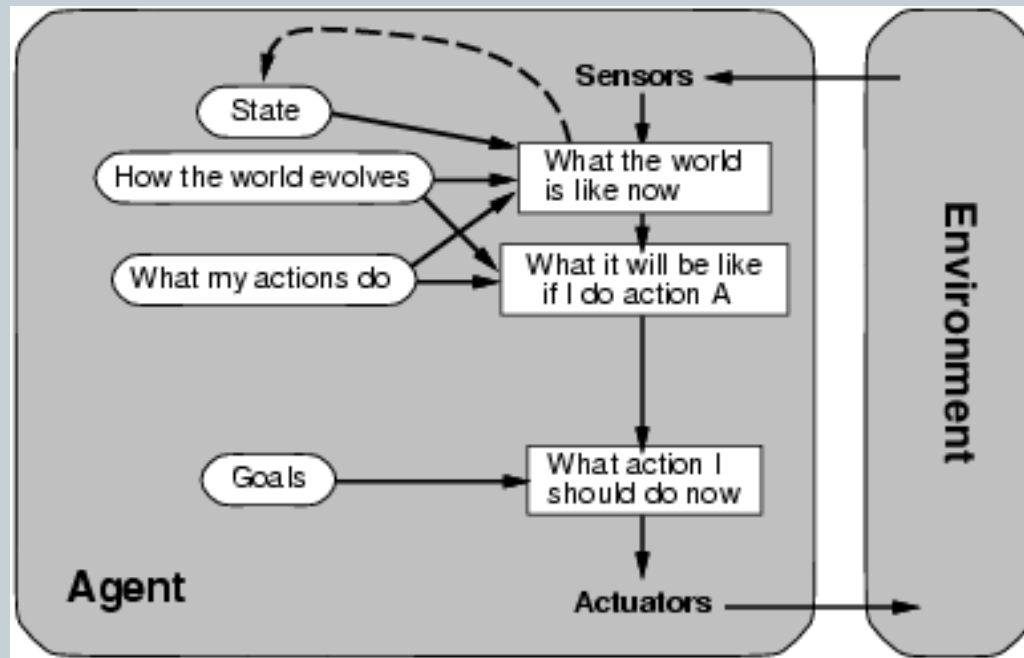 Sensors
State
What the world
is like now
How the world evolves
What my actions do
What it will be like
if I do action A
Environment
Goals
What action I
should do now
Agent
Actuators